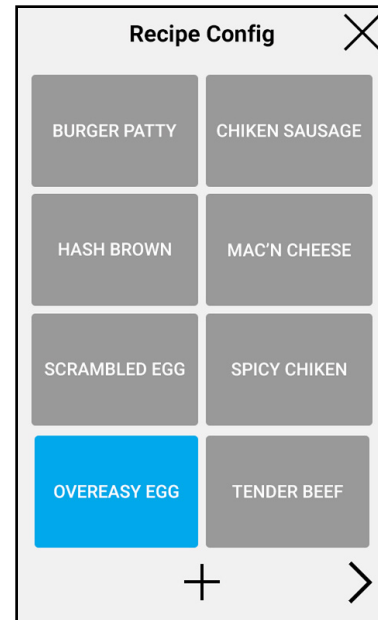 Recipe Config
BURGER PATTY
CHIKEN SAUSAGE
HASH BROWN
MAC'N CHEESE
SCRAMBLED EGG
SPICY CHIKEN
OVEREASY EGG
TENDER BEEF